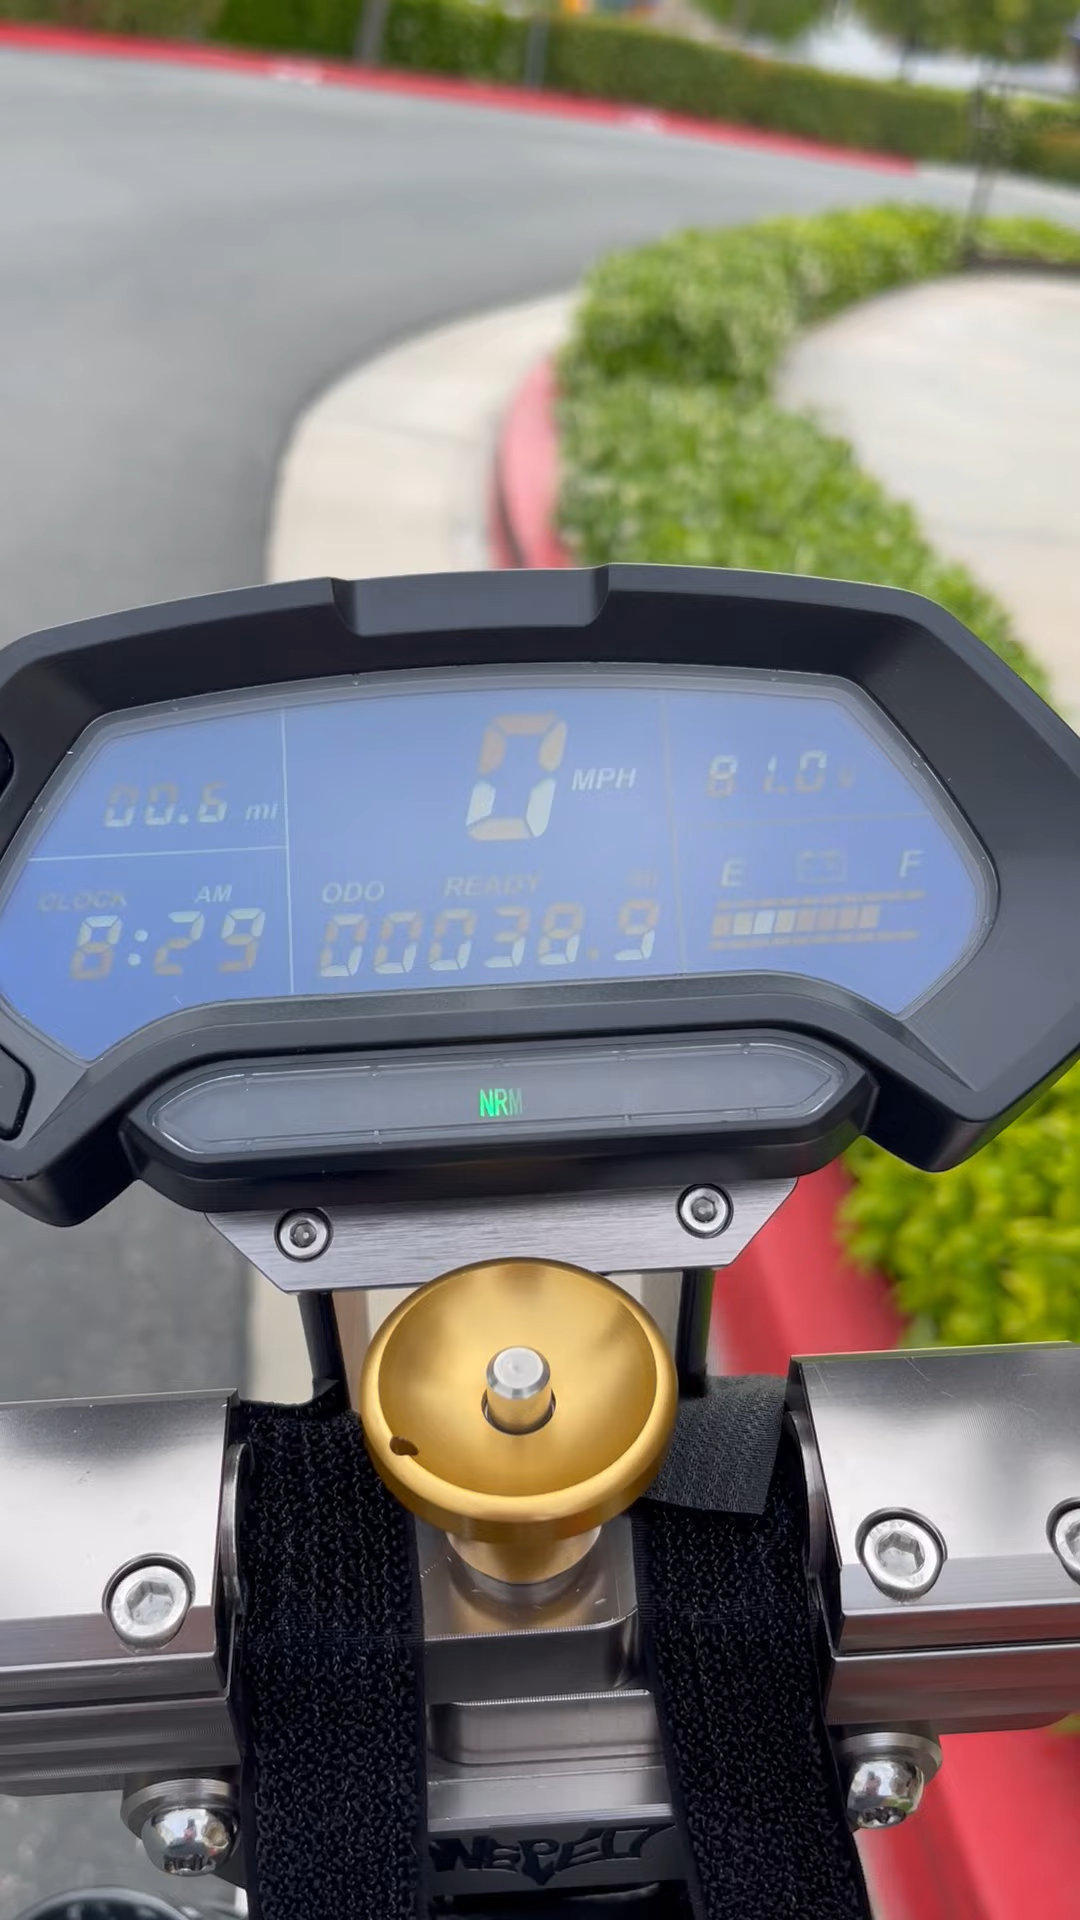 0 MPH
00.6 mi
81.0 V
E F
CLOCK AM
8:29
ODO READY MI
00038.9
NRM